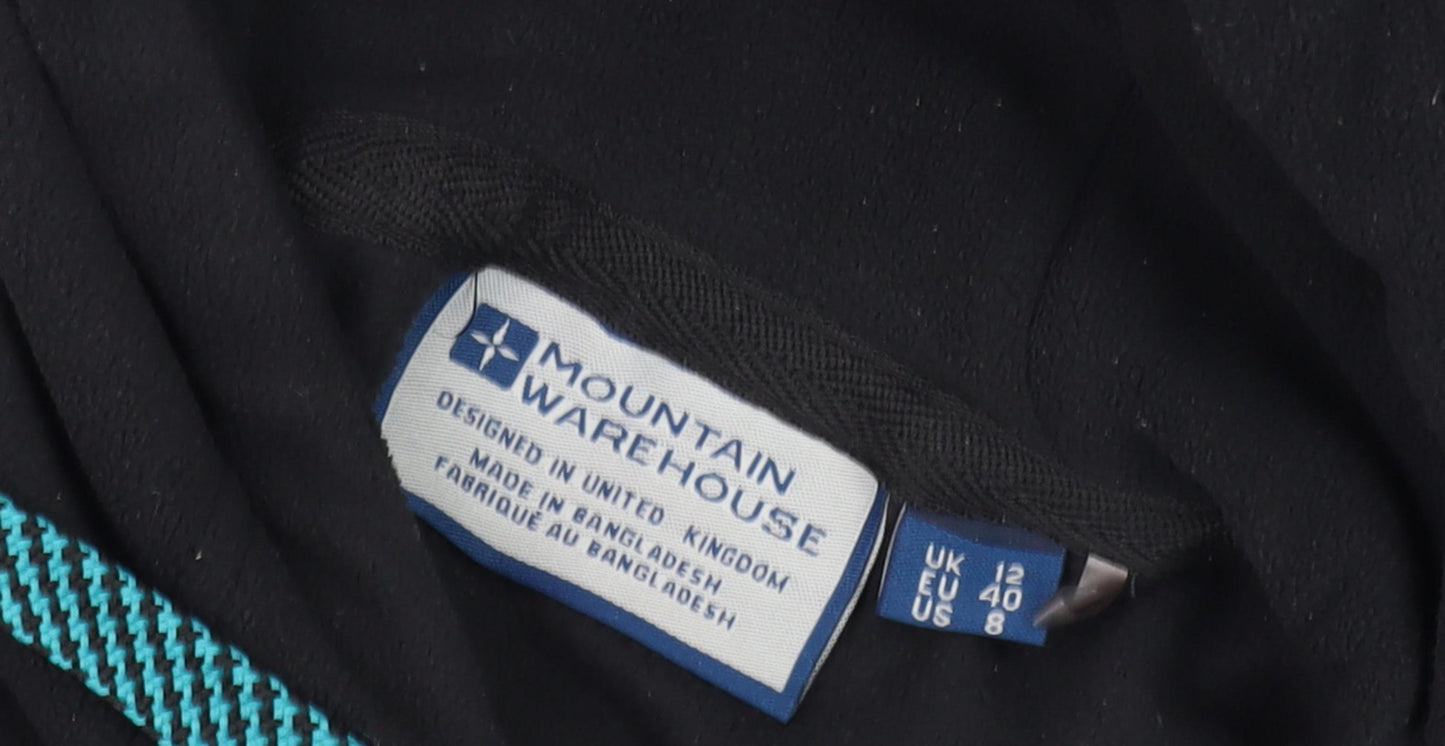 MOUNTAIN
WAREHOUSE
DESIGNED IN UNITED KINGDOM
MADE IN BANGLADESH
FABRIQUÉ AU BANGLADESH
UK 12
EU 40
US 8